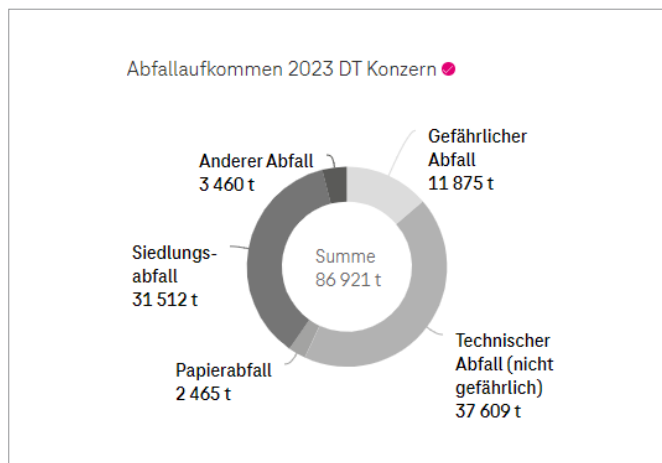 Abfallaufkommen 2023 DT Konzern
Gefährlicher
Abfall
11 875 t
Technischer
Abfall (nicht
gefährlich)
37 609 t
Papierabfall
2 465 t
Siedlungs-
abfall
31 512 t
Anderer Abfall
3 460 t
Summe
86 921 t